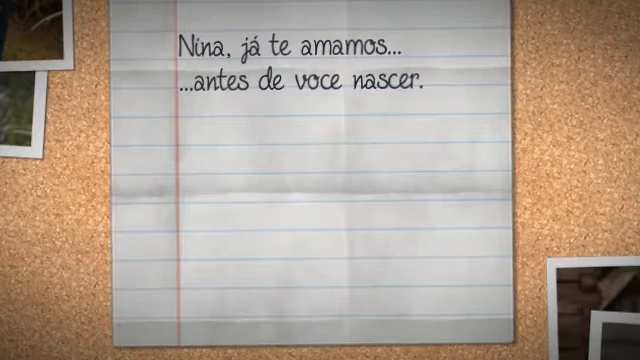 Nina, já te amamos...
...antes de voce nascer.